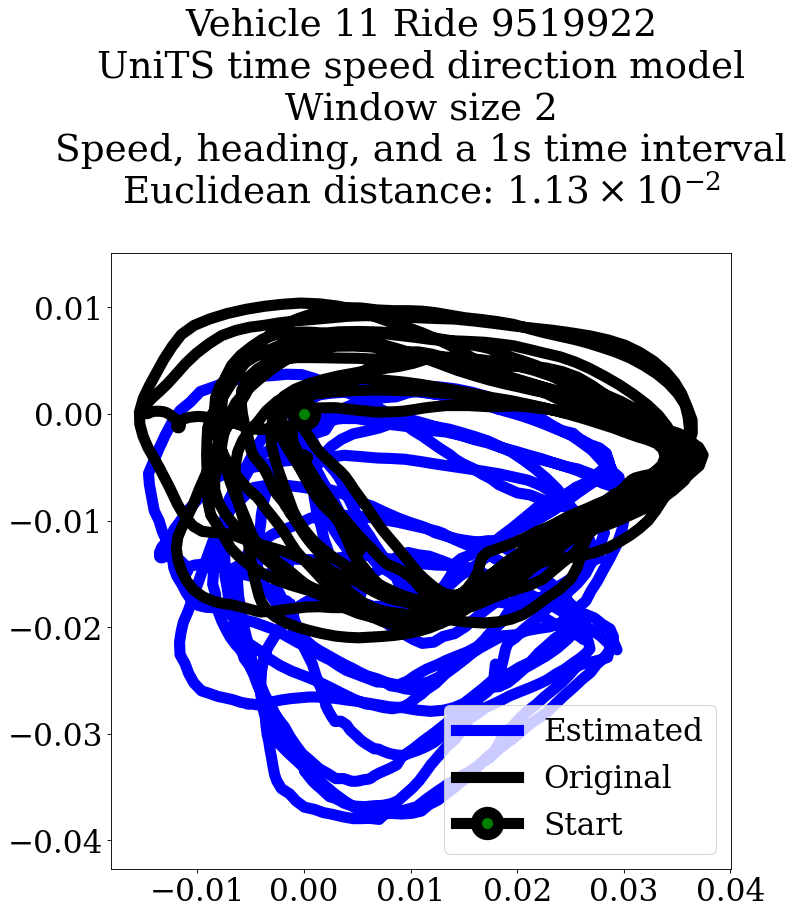 Vehicle 11 Ride 9519922
UniTS time speed direction model
Window size 2
Speed, heading, and a 1s time interval
Euclidean distance: 1.13 × 10⁻²
0.01
0.00
−0.01
−0.02
−0.03
−0.04
Estimated
Original
Start
−0.01 0.00 0.01 0.02 0.03 0.04